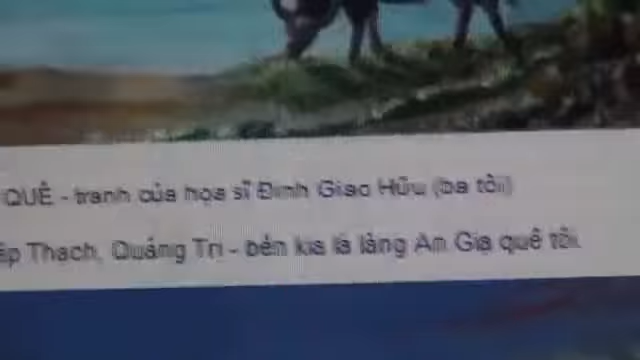 QUÊ - tranh của họa sĩ Đinh Giao Hữu (ba tôi)
Thạch, Quảng Trị - bên kia là làng An Gia quê tôi.